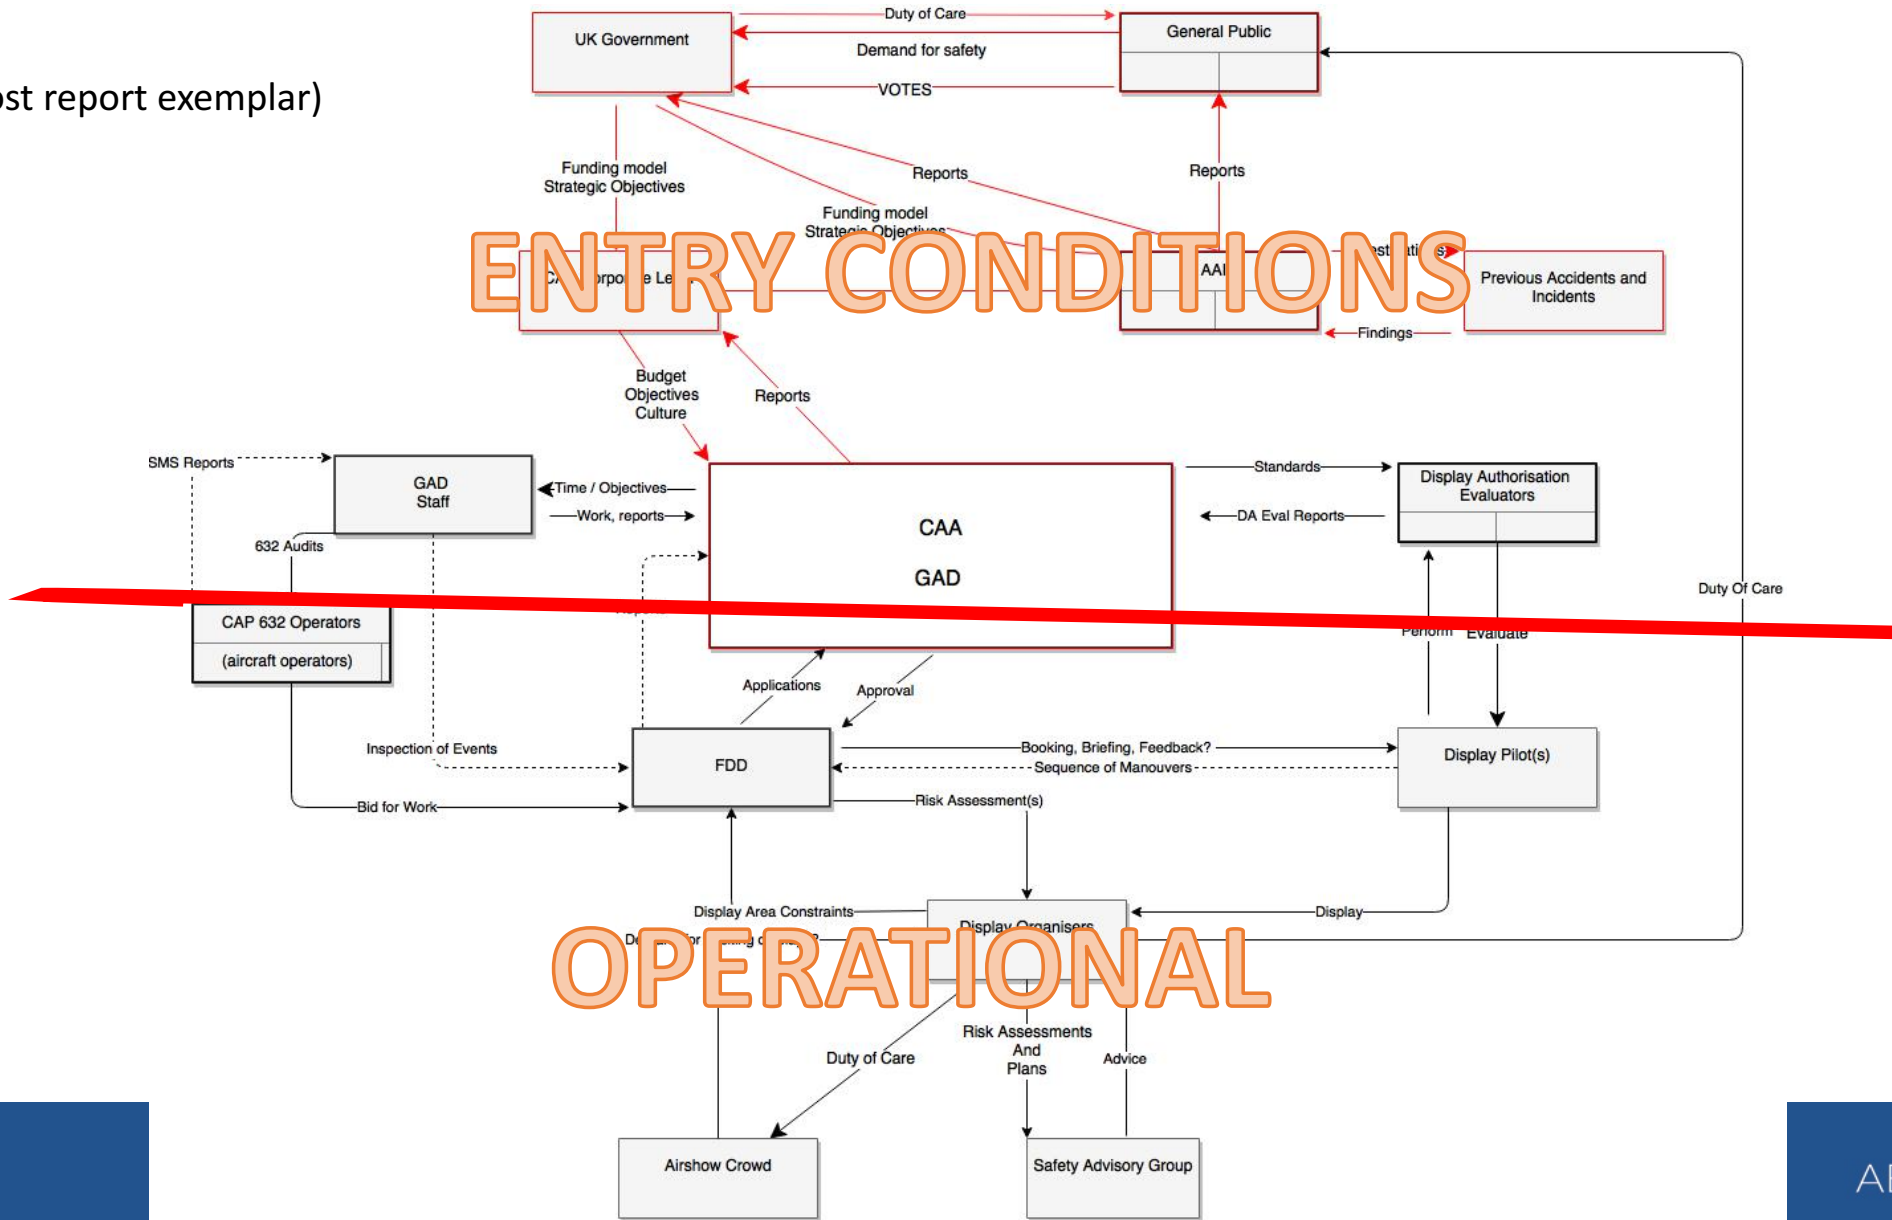 Duty of Care
UK Government
General Public
Demand for safety
VOTES
report exemplar)
Funding model
Strategic Objectives
Reports
Reports
Funding model
Strategic Objectives
ENTRY CONDITIONS
Previous Accidents and
Incidents
Findings
Budget
Objectives
Culture
Reports
SMS Reports
GAD
Staff
Time / Objectives
Work, reports
Standards
Display Authorisation
Evaluators
DA Eval Reports
CAA
GAD
632 Audits
Duty Of Care
CAP 632 Operators
(aircraft operators)
Perform Evaluate
Applications
Approval
Inspection of Events
FDD
Booking, Briefing, Feedback?
Sequence of Manouvers
Display Pilot(s)
Bid for Work
Risk Assessment(s)
Display Area Constraints
Display Organisers
Display
OPERATIONAL
Duty of Care
Risk Assessments
And
Plans
Advice
Airshow Crowd
Safety Advisory Group